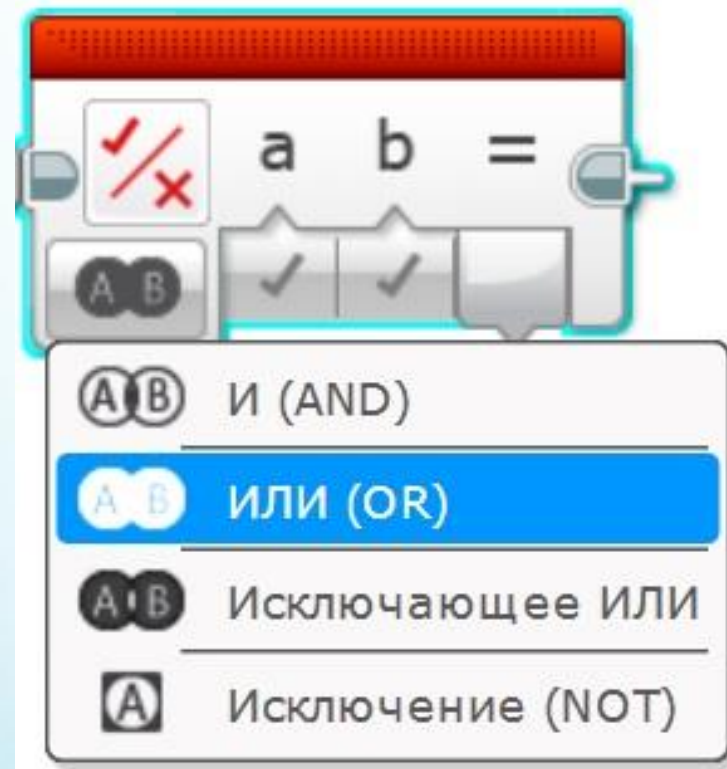 a b =
A B
A B И (AND)
A B ИЛИ (OR)
A B Исключающее ИЛИ
A Исключение (NOT)